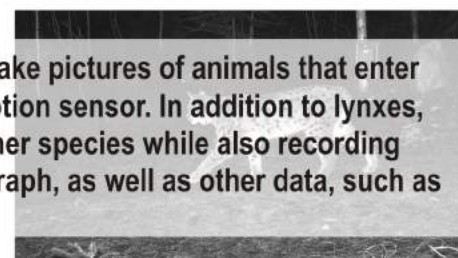 ake pictures of animals that enter
tion sensor. In addition to lynxes,
her species while also recording
raph, as well as other data, such as